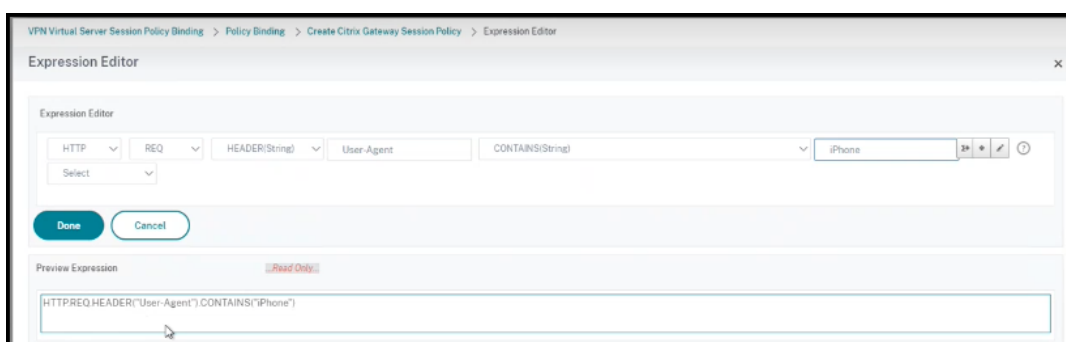 VPN Virtual Server Session Policy Binding > Policy Binding > Create Citrix Gateway Session Policy > Expression Editor
Expression Editor
Expression Editor
HTTP REQ HEADER(String) User-Agent CONTAINS(String) iPhone
Select
Done Cancel
Preview Expression ...Read Only...
HTTP.REQ.HEADER("User-Agent").CONTAINS("iPhone")